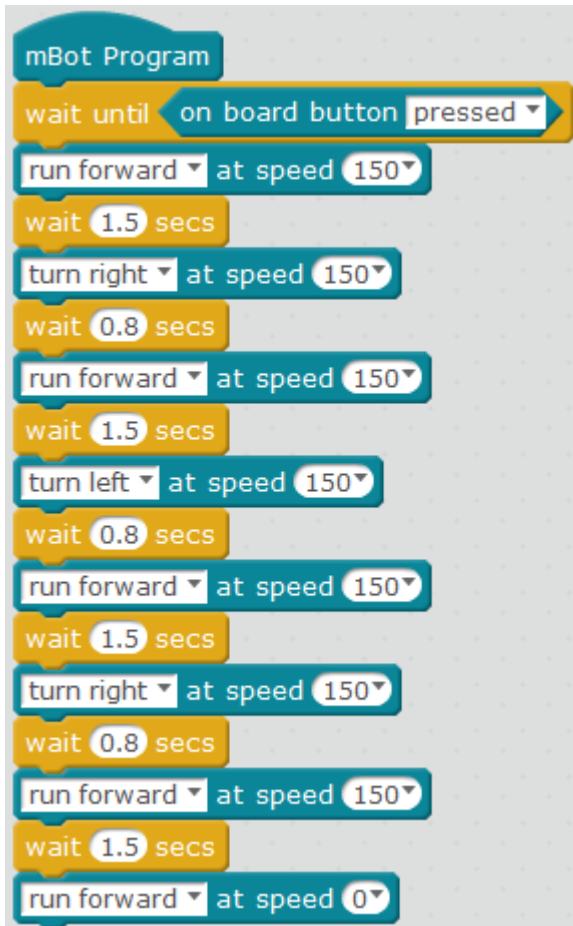 mBot Program
wait until on board button pressed
run forward at speed 150
wait 1.5 secs
turn right at speed 150
wait 0.8 secs
run forward at speed 150
wait 1.5 secs
turn left at speed 150
wait 0.8 secs
run forward at speed 150
wait 1.5 secs
turn right at speed 150
wait 0.8 secs
run forward at speed 150
wait 1.5 secs
run forward at speed 0